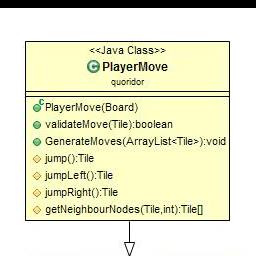 <<Java Class>>
C PlayerMove
quoridor
C PlayerMove(Board)
validateMove(Tile):boolean
GenerateMoves(ArrayList<Tile>):void
jump():Tile
jumpLeft():Tile
jumpRight():Tile
getNeighbourNodes(Tile,int):Tile[]